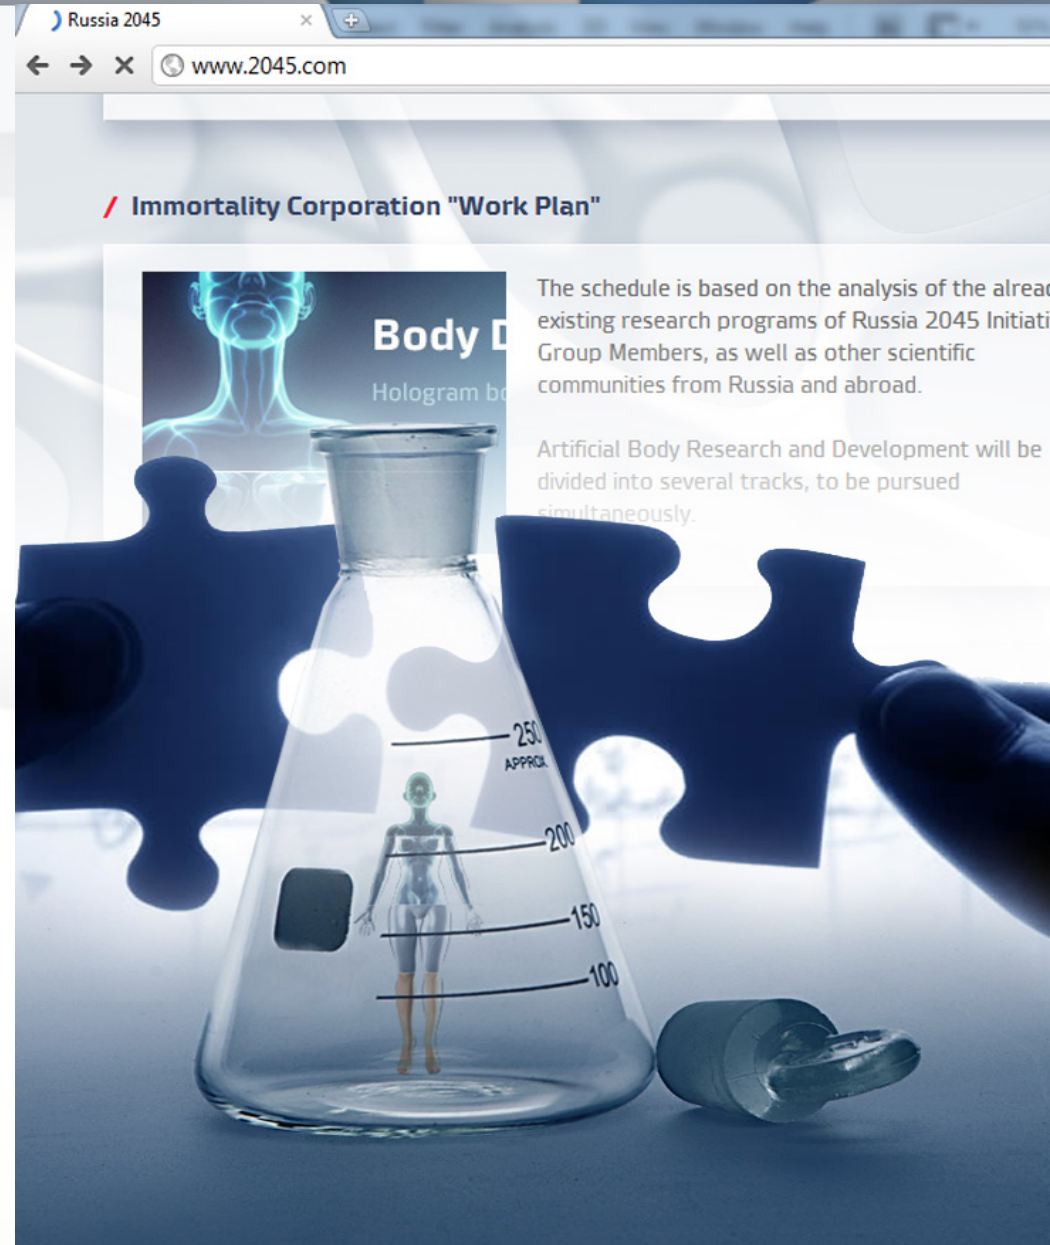 Russia 2045
www.2045.com
/ Immortality Corporation "Work Plan"
Body D
Hologram bo
The schedule is based on the analysis of the alread
existing research programs of Russia 2045 Initiati
Group Members, as well as other scientific
communities from Russia and abroad.
Artificial Body Research and Development will be
divided into several tracks, to be pursued
simultaneously.
250
APPROX.
200
150
100